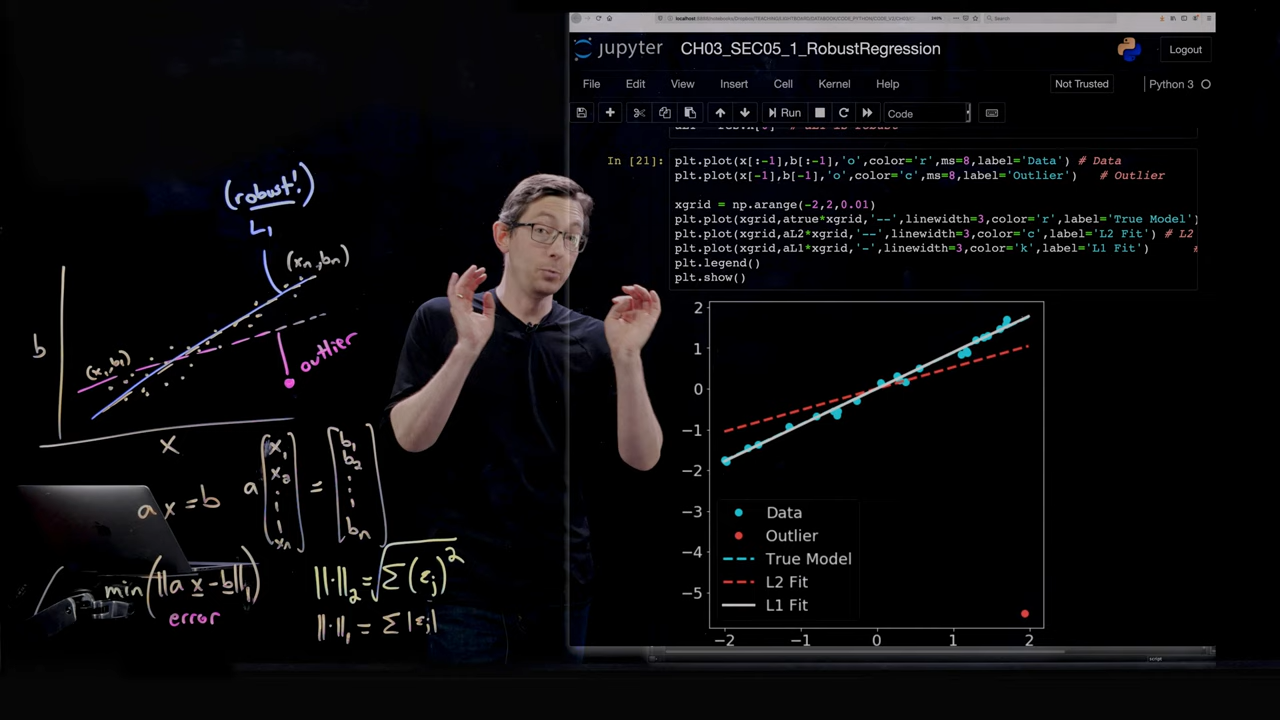 (robust!)
L₁
(xₙ,bₙ)
b
(x₁,b₁)
outlier
x
a x = b
a [x₁ x₂ ⋮ xₙ] = [b₁ b₂ ⋮ bₙ]
min(||a x - b||₁)
error
||·||₂ = √Σ(εⱼ)²
||·||₁ = Σ|εⱼ|
Search
jupyter CH03_SEC05_1_RobustRegression Logout
File Edit View Insert Cell Kernel Help Not Trusted Python 3
Run Code
In [21]: plt.plot(x[:-1],b[:-1],'o',color='r',ms=8,label='Data') # Data
plt.plot(x[-1],b[-1],'o',color='c',ms=8,label='Outlier') # Outlier
xgrid = np.arange(-2,2,0.01)
plt.plot(xgrid,atrue*xgrid,'--',linewidth=3,color='r',label='True Model')
plt.plot(xgrid,aL2*xgrid,'--',linewidth=3,color='c',label='L2 Fit') # L2
plt.plot(xgrid,aL1*xgrid,'-',linewidth=3,color='k',label='L1 Fit') #
plt.legend()
plt.show()
2
1
0
−1
−2
−3
−4
−5
Data
Outlier
True Model
L2 Fit
L1 Fit
−2 −1 0 1 2
script